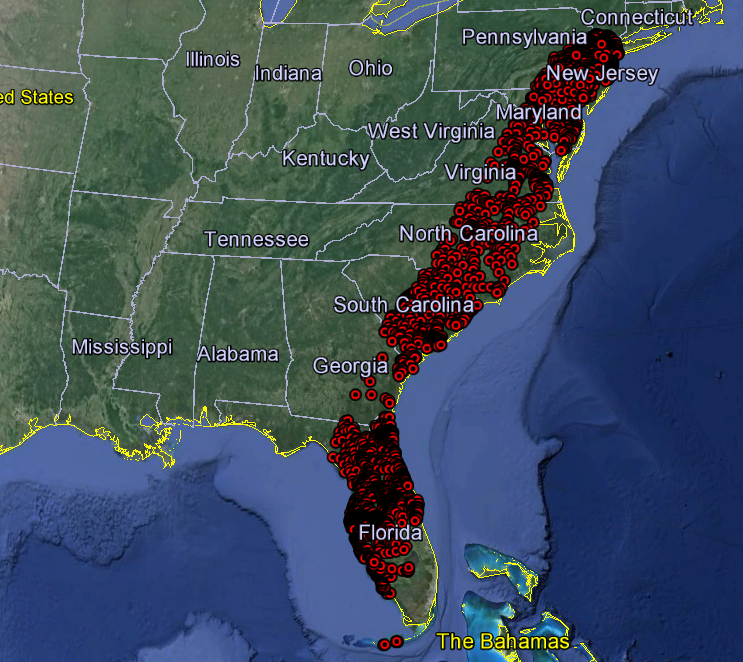 Connecticut
Pennsylvania
Illinois
Indiana
Ohio
New Jersey
ed States
Maryland
West Virginia
Kentucky
Virginia
North Carolina
Tennessee
South Carolina
Mississippi
Alabama
Georgia
Florida
The Bahamas